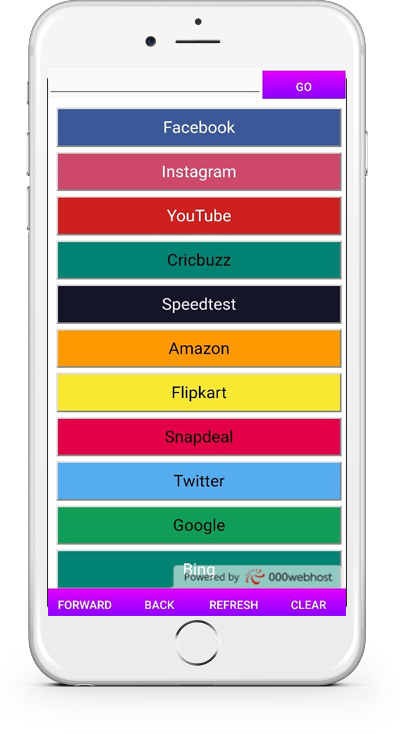 GO
Facebook
Instagram
YouTube
Cricbuzz
Speedtest
Amazon
Flipkart
Snapdeal
Twitter
Google
Bing
Powered by 000webhost
FORWARD BACK REFRESH CLEAR